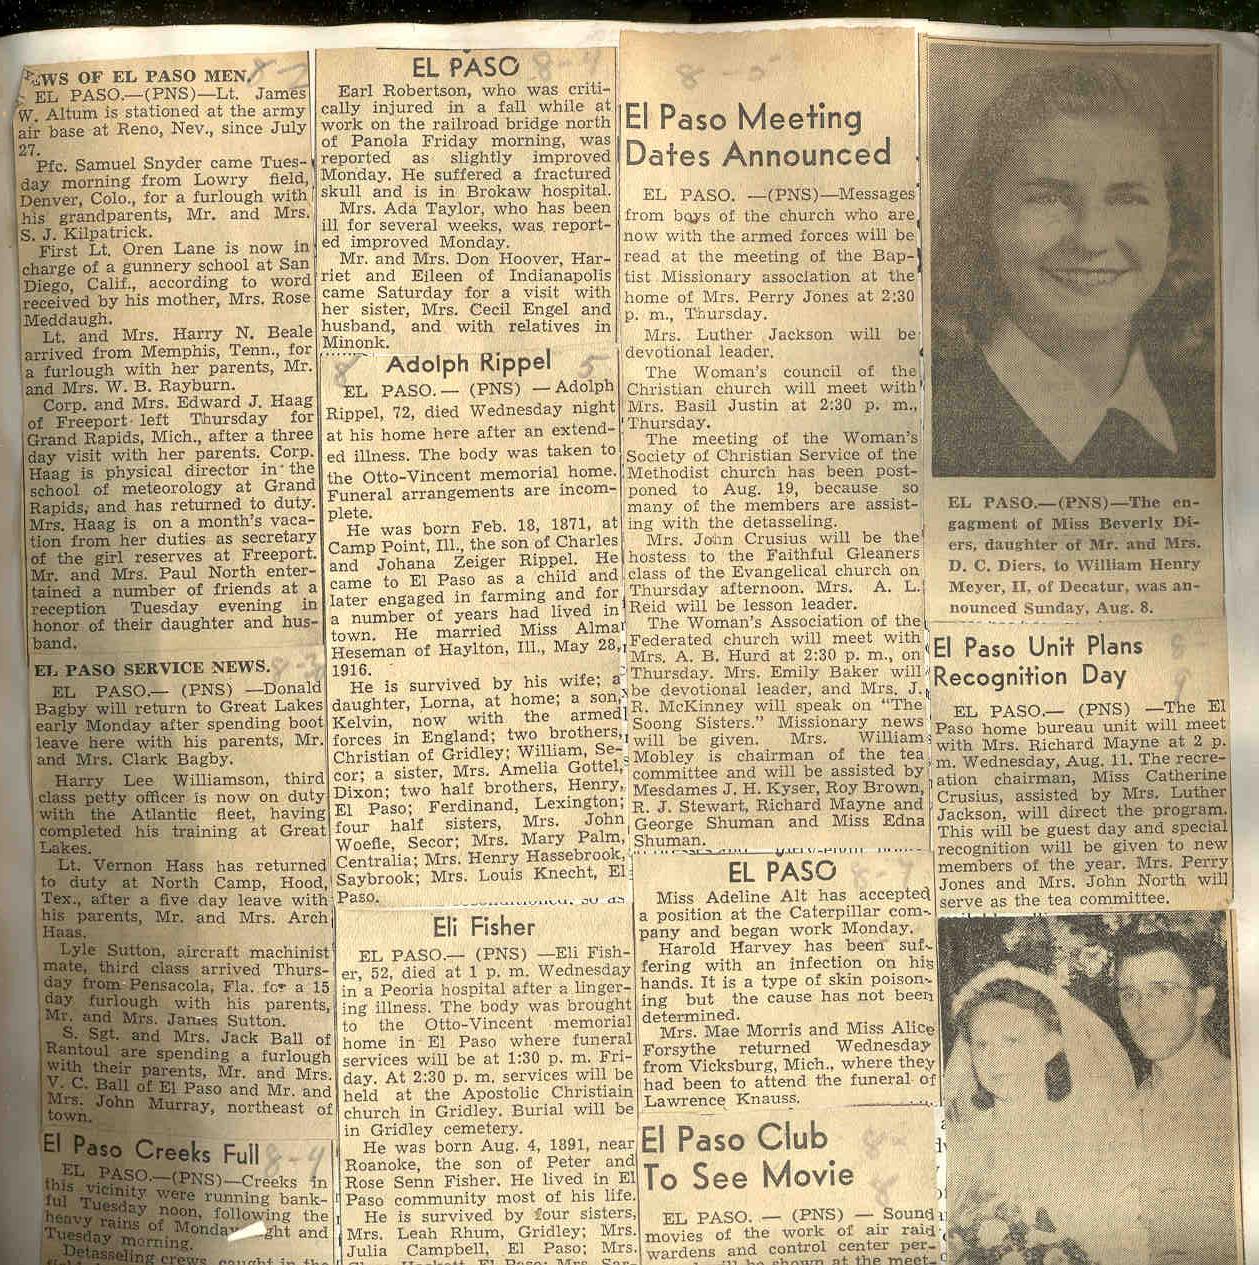 EWS OF EL PASO MEN. 8-2
EL PASO.—(PNS)—Lt. James
W. Altum is stationed at the army
air base at Reno, Nev., since July
27.
Pfc. Samuel Snyder came Tues-
day morning from Lowry field,
Denver, Colo., for a furlough with
his grandparents, Mr. and Mrs.
S. J. Kilpatrick.
First Lt. Oren Lane is now in
charge of a gunnery school at San
Diego, Calif., according to word
received by his mother, Mrs. Rose
Meddaugh.
Lt. and Mrs. Harry N. Beale
arrived from Memphis, Tenn., for
a furlough with her parents, Mr.
and Mrs. W. B. Rayburn.
Corp. and Mrs. Edward J. Haag
of Freeport left Thursday for
Grand Rapids, Mich., after a three
day visit with her parents. Corp.
Haag is physical director in the
school of meteorology at Grand
Rapids, and has returned to duty.
Mrs. Haag is on a month's vaca-
tion from her duties as secretary
of the girl reserves at Freeport.
Mr. and Mrs. Paul North enter-
tained a number of friends at a
reception Tuesday evening in
honor of their daughter and hus-
band.
EL PASO SERVICE NEWS. 8-3
EL PASO.— (PNS) —Donald
Bagby will return to Great Lakes
early Monday after spending boot
leave here with his parents, Mr.
and Mrs. Clark Bagby.
Harry Lee Williamson, third
class petty officer is now on duty
with the Atlantic fleet, having
completed his training at Great
Lakes.
Lt. Vernon Hass has returned
to duty at North Camp, Hood,
Tex., after a five day leave with
his parents, Mr. and Mrs. Arch
Haas.
Lyle Sutton, aircraft machinist
mate, third class arrived Thurs-
day from Pensacola, Fla. for a 15
day furlough with his parents,
Mr. and Mrs. James Sutton.
S. Sgt. and Mrs. Jack Ball of
Rantoul are spending a furlough
with their parents, Mr. and Mrs.
V. C. Ball of El Paso and Mr. and
Mrs. John Murray, northeast of
town.
El Paso Creeks Full 8-4
EL PASO.—(PNS)—Creeks in
this vicinity were running bank-
ful Tuesday noon, following the
heavy rains of Monday ght and
Tuesday morning.
Detasseling crews caught in the
EL PASO 8-4
Earl Robertson, who was criti-
cally injured in a fall while at
work on the railroad bridge north
of Panola Friday morning, was
reported as slightly improved
Monday. He suffered a fractured
skull and is in Brokaw hospital.
Mrs. Ada Taylor, who has been
ill for several weeks, was report-
ed improved Monday.
Mr. and Mrs. Don Hoover, Har-
riet and Eileen of Indianapolis
came Saturday for a visit with
her sister, Mrs. Cecil Engel and
husband, and with relatives in
Minonk.
8 Adolph Rippel 5
EL PASO.— (PNS) —Adolph
Rippel, 72, died Wednesday night
at his home here after an extend-
ed illness. The body was taken to
the Otto-Vincent memorial home.
Funeral arrangements are incom-
plete.
He was born Feb. 18, 1871, at
Camp Point, Ill., the son of Charles
and Johana Zeiger Rippel. He
came to El Paso as a child and
later engaged in farming and for
a number of years had lived in
town. He married Miss Alma
Heseman of Haylton, Ill., May 28,
1916.
He is survived by his wife; a
daughter, Lorna, at home; a son,
Kelvin, now with the armed
forces in England; two brothers,
Christian of Gridley; William, Se-
cor; a sister, Mrs. Amelia Gottel,
Dixon; two half brothers, Henry,
El Paso; Ferdinand, Lexington;
four half sisters, Mrs. John
Woefle, Secor; Mrs. Mary Palm,
Centralia; Mrs. Henry Hassebrook,
Saybrook; Mrs. Louis Knecht, El
Paso.
Eli Fisher
EL PASO.— (PNS) —Eli Fish-
er, 52, died at 1 p. m. Wednesday
in a Peoria hospital after a linger-
ing illness. The body was brought
to the Otto-Vincent memorial
home in El Paso where funeral
services will be at 1:30 p. m. Fri-
day. At 2:30 p. m. services will be
held at the Apostolic Christiain
church in Gridley. Burial will be
in Gridley cemetery.
He was born Aug. 4, 1891, near
Roanoke, the son of Peter and
Rose Senn Fisher. He lived in El
Paso community most of his life.
He is survived by four sisters,
Mrs. Leah Rhum, Gridley; Mrs.
Julia Campbell, El Paso; Mrs.
8-5
El Paso Meeting
Dates Announced
EL PASO. —(PNS)—Messages
from boys of the church who are
now with the armed forces will be
read at the meeting of the Bap-
tist Missionary association at the
home of Mrs. Perry Jones at 2:30
p. m., Thursday.
Mrs. Luther Jackson will be
devotional leader.
The Woman's council of the
Christian church will meet with
Mrs. Basil Justin at 2:30 p. m.,
Thursday.
The meeting of the Woman's
Society of Christian Service of the
Methodist church has been post-
poned to Aug. 19, because so
many of the members are assist-
ing with the detasseling.
Mrs. John Crusius will be the
hostess to the Faithful Gleaners
class of the Evangelical church on
Thursday afternoon. Mrs. A. L.
Reid will be lesson leader.
The Woman's Association of the
Federated church will meet with
Mrs. A. B. Hurd at 2:30 p. m., on
Thursday. Mrs. Emily Baker will
be devotional leader, and Mrs. J.
R. McKinney will speak on "The
Soong Sisters." Missionary news
will be given. Mrs. William
Mobley is chairman of the tea
committee and will be assisted by
Mesdames J. H. Kyser, Roy Brown,
R. J. Stewart, Richard Mayne and
George Shuman and Miss Edna
Shuman.
EL PASO 8-7
Miss Adeline Alt has accepted
a position at the Caterpillar com-
pany and began work Monday.
Harold Harvey has been suf-
fering with an infection on his
hands. It is a type of skin poison-
ing but the cause has not been
determined.
Mrs. Mae Morris and Miss Alice
Forsythe returned Wednesday
from Vicksburg, Mich., where they
had been to attend the funeral of
Lawrence Knauss.
El Paso Club 8-
To See Movie 8
EL PASO. — (PNS) — Sound
movies of the work of air raid
wardens and control center per-
EL PASO.—(PNS)—The en-
gagment of Miss Beverly Di-
ers, daughter of Mr. and Mrs.
D. C. Diers, to William Henry
Meyer, II, of Decatur, was an-
nounced Sunday, Aug. 8.
El Paso Unit Plans
Recognition Day 9
EL PASO.— (PNS) —The El
Paso home bureau unit will meet
with Mrs. Richard Mayne at 2 p.
m. Wednesday, Aug. 11. The recre-
ation chairman, Miss Catherine
Crusius, assisted by Mrs. Luther
Jackson, will direct the program.
This will be guest day and special
recognition will be given to new
members of the year. Mrs. Perry
Jones and Mrs. John North will
serve as the tea committee.